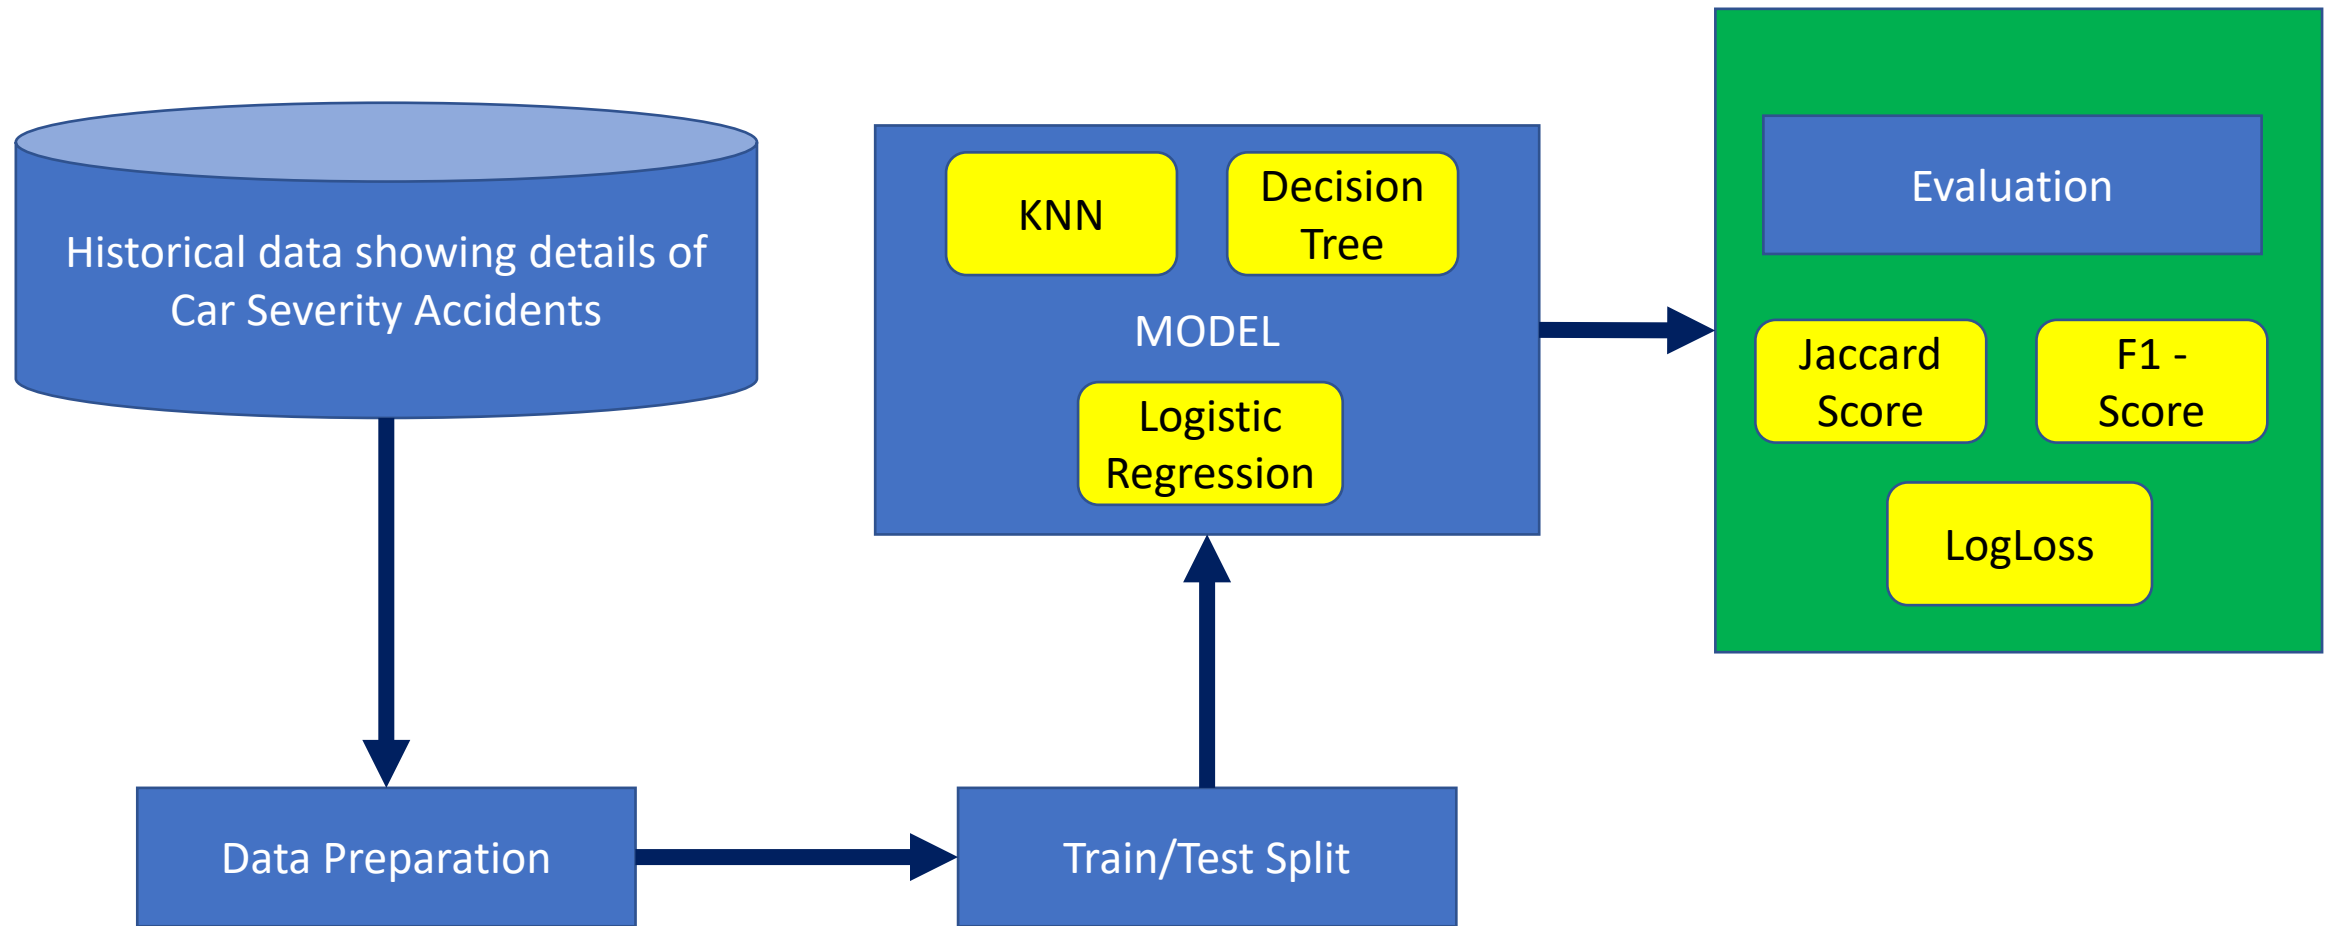 Historical data showing details of
Car Severity Accidents
Data Preparation
Train/Test Split
KNN
Decision
Tree
MODEL
Logistic
Regression
Evaluation
Jaccard
Score
F1 -
Score
LogLoss